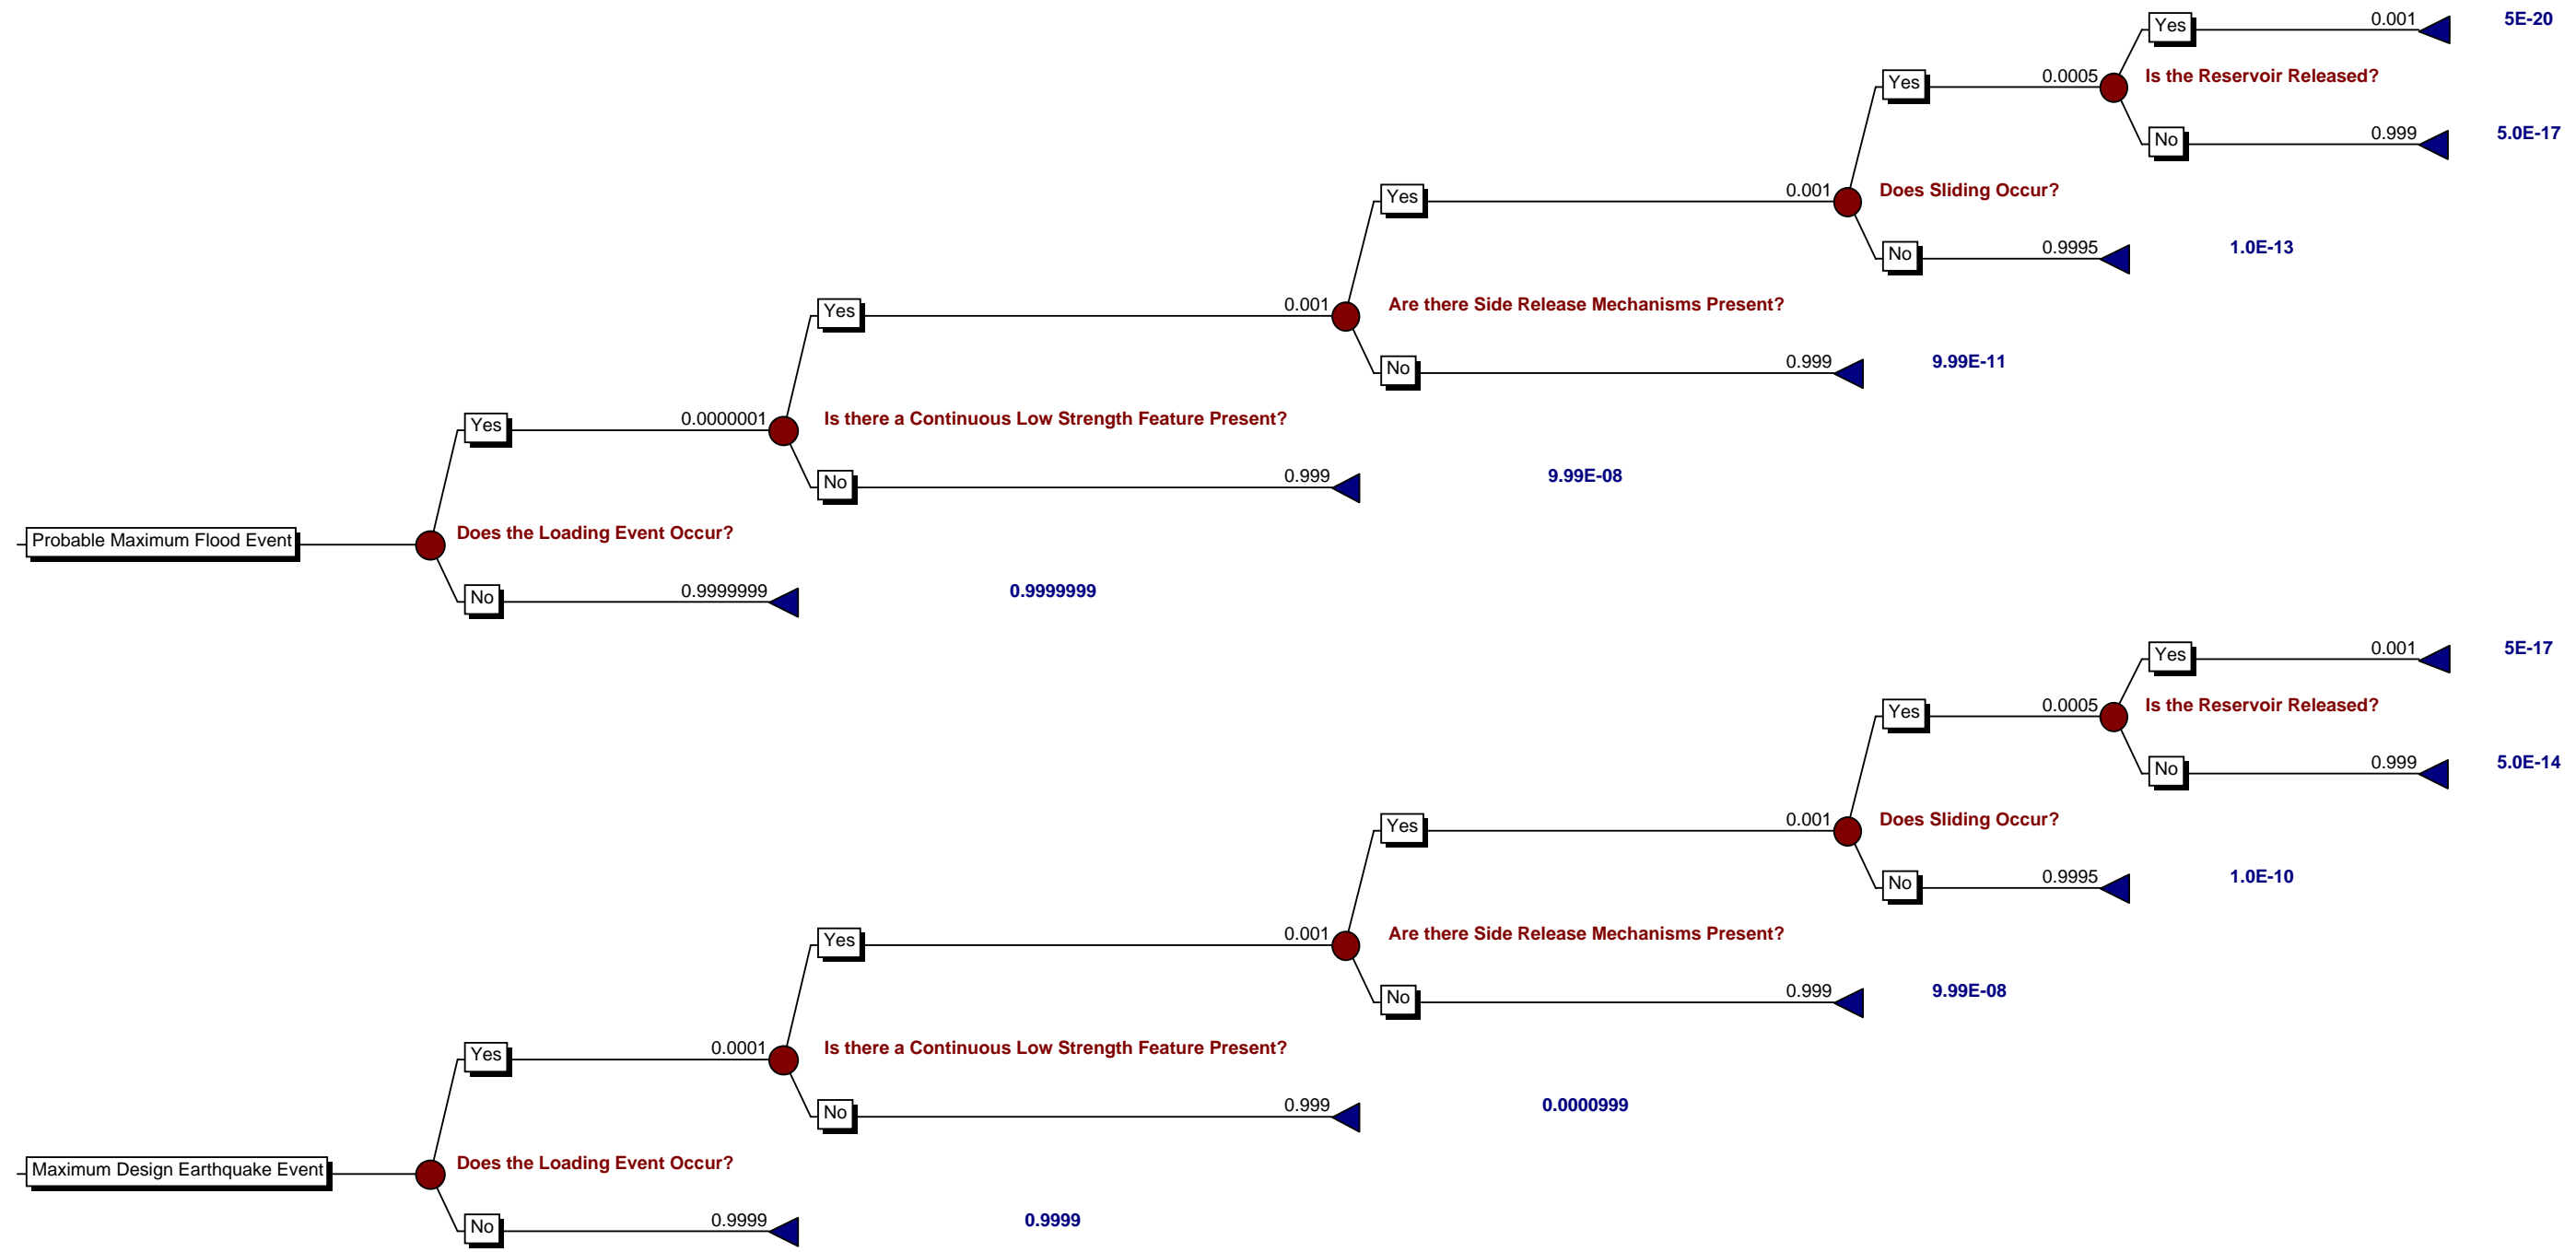 Yes 0.001 5E-20
Yes 0.0005 Is the Reservoir Released?
No 0.999 5.0E-17
Yes 0.001 Does Sliding Occur?
No 0.9995 1.0E-13
Yes 0.001 Are there Side Release Mechanisms Present?
No 0.999 9.99E-11
Yes 0.0000001 Is there a Continuous Low Strength Feature Present?
No 0.999 9.99E-08
Probable Maximum Flood Event Does the Loading Event Occur?
No 0.9999999 0.9999999
Yes 0.001 5E-17
Yes 0.0005 Is the Reservoir Released?
No 0.999 5.0E-14
Yes 0.001 Does Sliding Occur?
No 0.9995 1.0E-10
Yes 0.001 Are there Side Release Mechanisms Present?
No 0.999 9.99E-08
Yes 0.0001 Is there a Continuous Low Strength Feature Present?
No 0.999 0.0000999
Maximum Design Earthquake Event Does the Loading Event Occur?
No 0.9999 0.9999